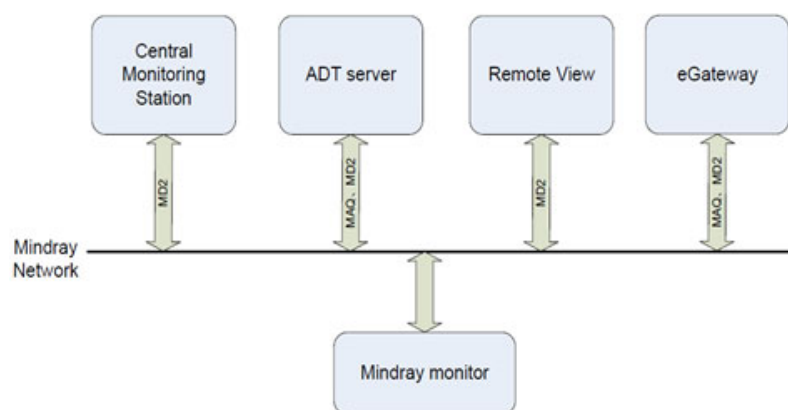 Central
Monitoring
Station
ADT server
Remote View
eGateway
MD2
MAQ、MD2
MD2
MAQ、MD2
Mindray
Network
Mindray monitor